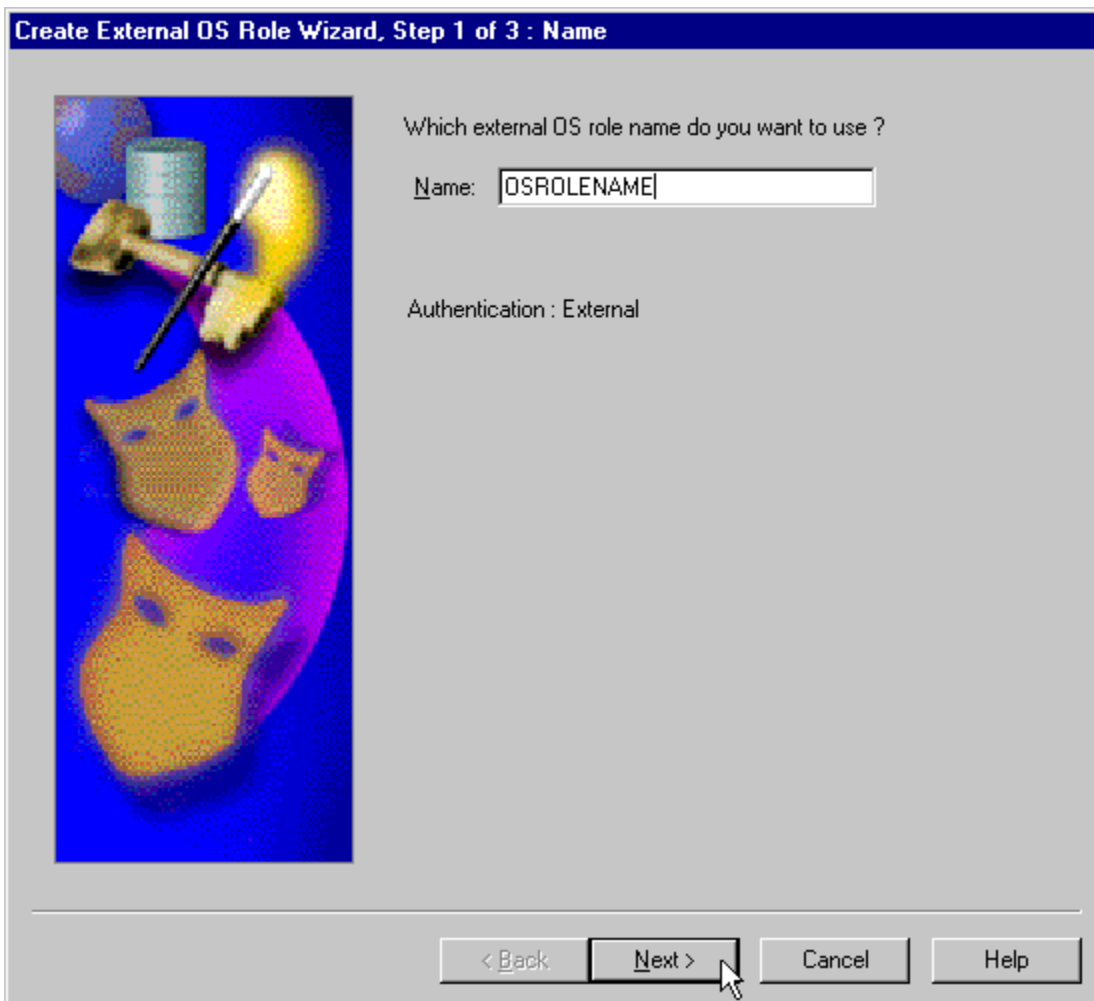 Create External OS Role Wizard, Step 1 of 3 : Name
Which external OS role name do you want to use ?
Name: OSROLENAME
Authentication : External
< Back Next > Cancel Help